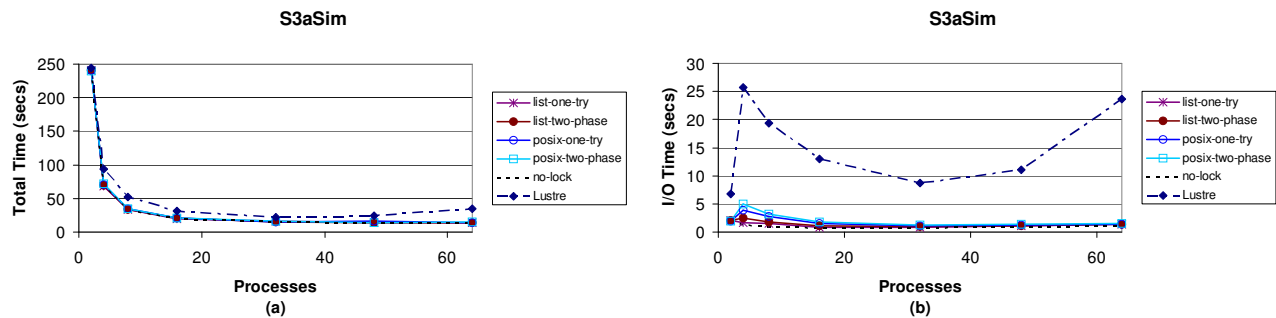 S3aSim
Total Time (secs)
250
200
150
100
50
0
0
20
40
60
Processes
(a)
list-one-try
list-two-phase
posix-one-try
posix-two-phase
no-lock
Lustre
S3aSim
I/O Time (secs)
30
25
20
15
10
5
0
0
20
40
60
Processes
(b)
list-one-try
list-two-phase
posix-one-try
posix-two-phase
no-lock
Lustre